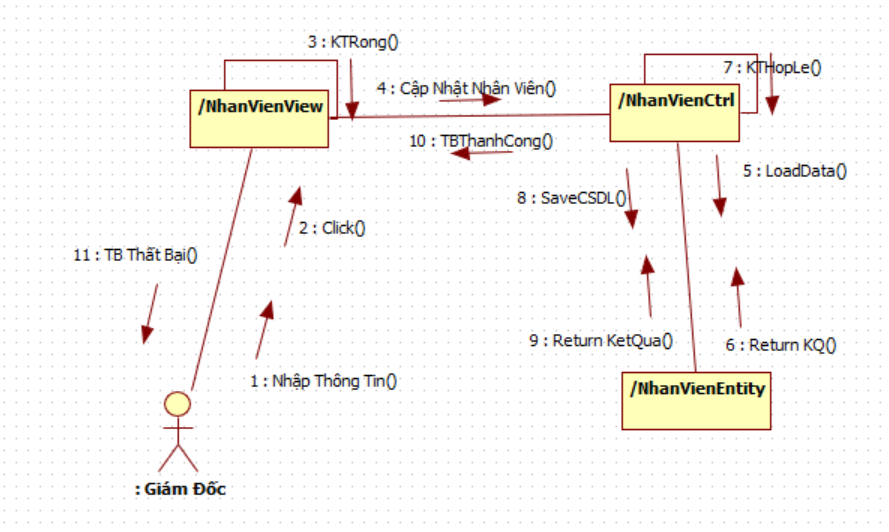 3 : KTRong()
7 : KTHopLe()
4 : Cập Nhật Nhân Viên()
/NhanVienView
/NhanVienCtrl
10 : TBThanhCong()
5 : LoadData()
8 : SaveCSDL()
2 : Click()
11 : TB Thất Bại()
9 : Return KetQua()
6 : Return KQ()
1 : Nhập Thông Tin()
/NhanVienEntity
: Giám Đốc